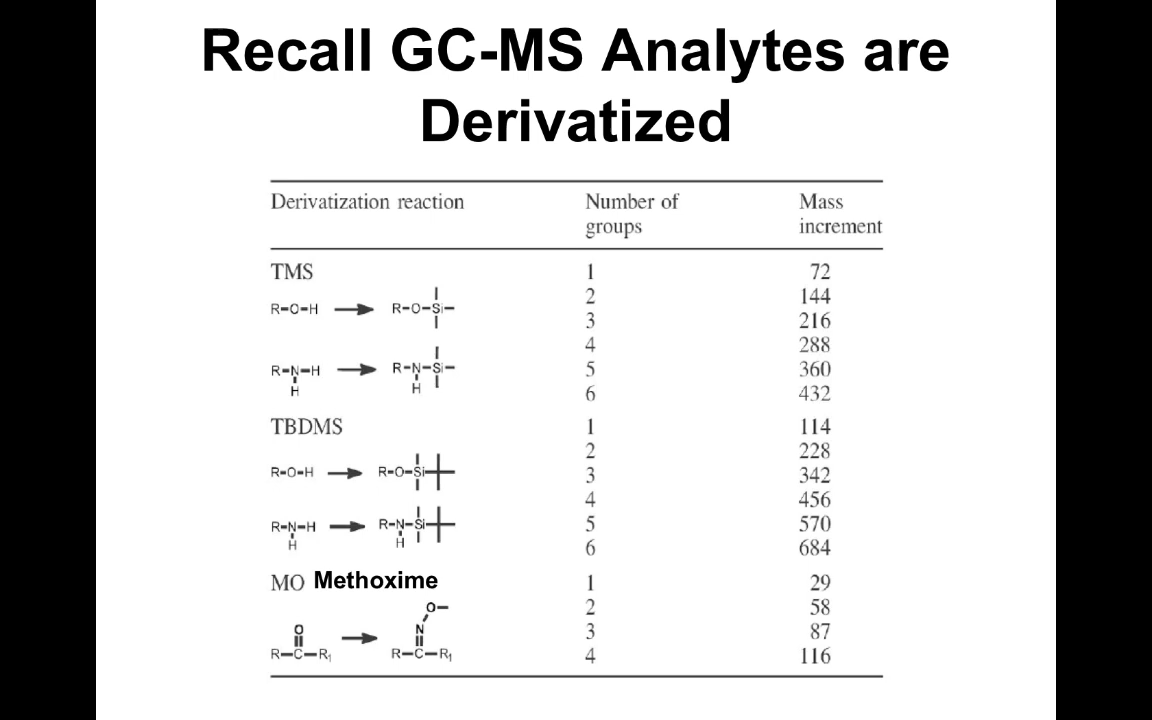 Recall GC-MS Analytes are
Derivatized
Derivatization reaction Number of Mass
groups increment
TMS 1 72
2 144
R-O-H R-O-Si- 3 216
4 288
R-N-H R-N-Si- 5 360
H H 6 432
TBDMS 1 114
2 228
R-O-H R-O-Si 3 342
4 456
R-N-H R-N-Si 5 570
H H 6 684
MO Methoxime 1 29
O- 2 58
O N 3 87
R-C-R1 R-C-R1 4 116